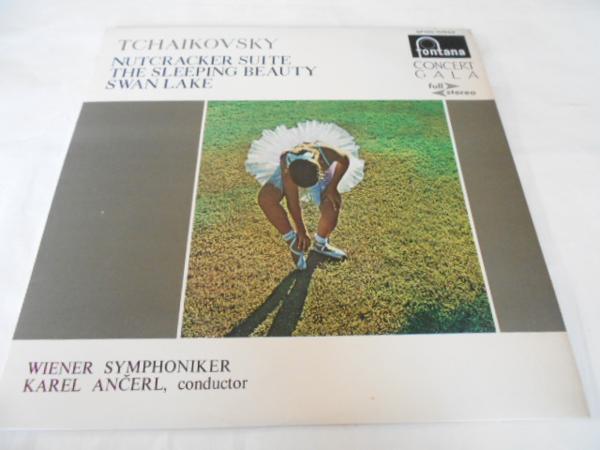 TCHAIKOVSKY
NUTCRACKER SUITE
THE SLEEPING BEAUTY
SWAN LAKE
fontana
CONCERT
GALA
full stereo
WIENER SYMPHONIKER
KAREL ANČERL, conductor